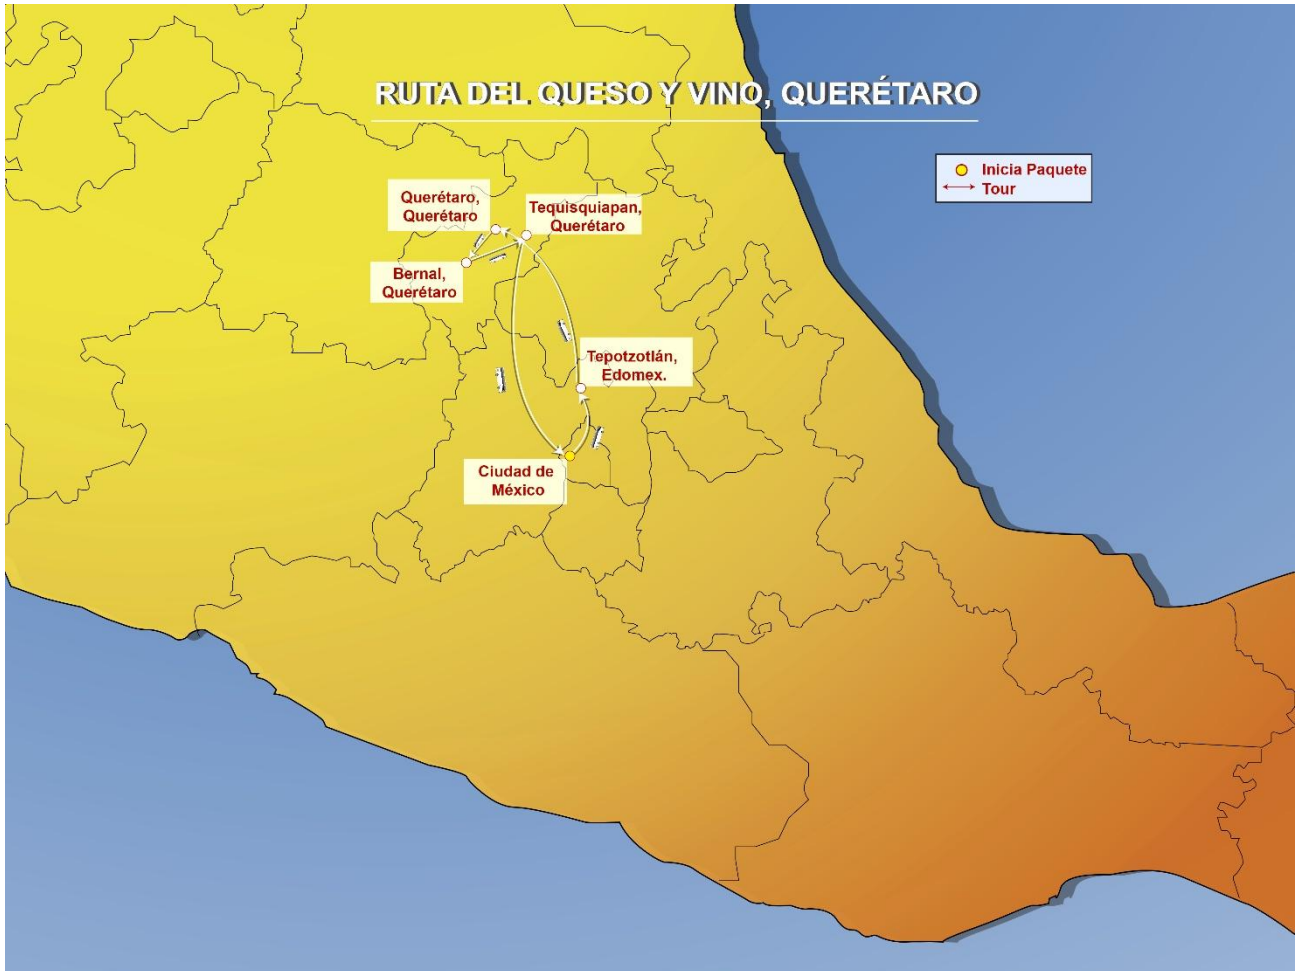 RUTA DEL QUESO Y VINO, QUERÉTARO
Inicia Paquete
Tour
Querétaro,
Querétaro
Tequisquiapan,
Querétaro
Bernal,
Querétaro
Tepotzotlán,
Edomex.
Ciudad de
México